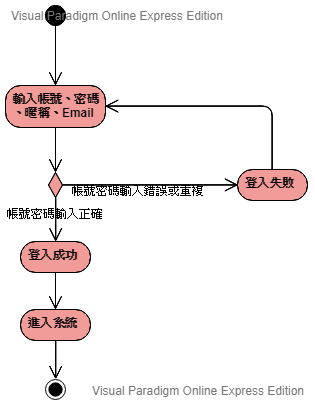 Visual Paradigm Online Express Edition
輸入帳號、密碼
、暱稱、Email
帳號密碼輸入錯誤或重複
登入失敗
帳號密碼輸入正確
登入成功
進入系統
Visual Paradigm Online Express Edition